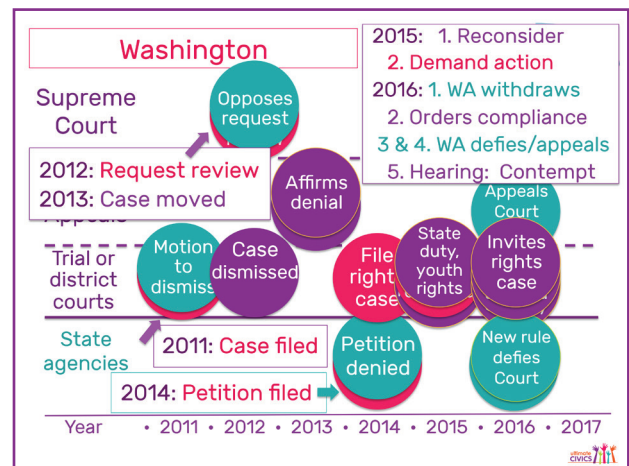 Washington
2015: 1. Reconsider
2. Demand action
2016: 1. WA withdraws
2. Orders compliance
3 & 4. WA defies/appeals
5. Hearing: Contempt
Supreme
Court
Opposes
request
2012: Request review
2013: Case moved
Appeals
Affirms
denial
Appeals
Court
Trial or
district
courts
Motion
to
dismiss
Case
dismissed
File
rights
case
State
duty,
youth
rights
Invites
rights
case
State
agencies
2011: Case filed
Petition
denied
New rule
defies
Court
2014: Petition filed
Year • 2011 • 2012 • 2013 • 2014 • 2015 • 2016 • 2017
ultimate
CIVICS